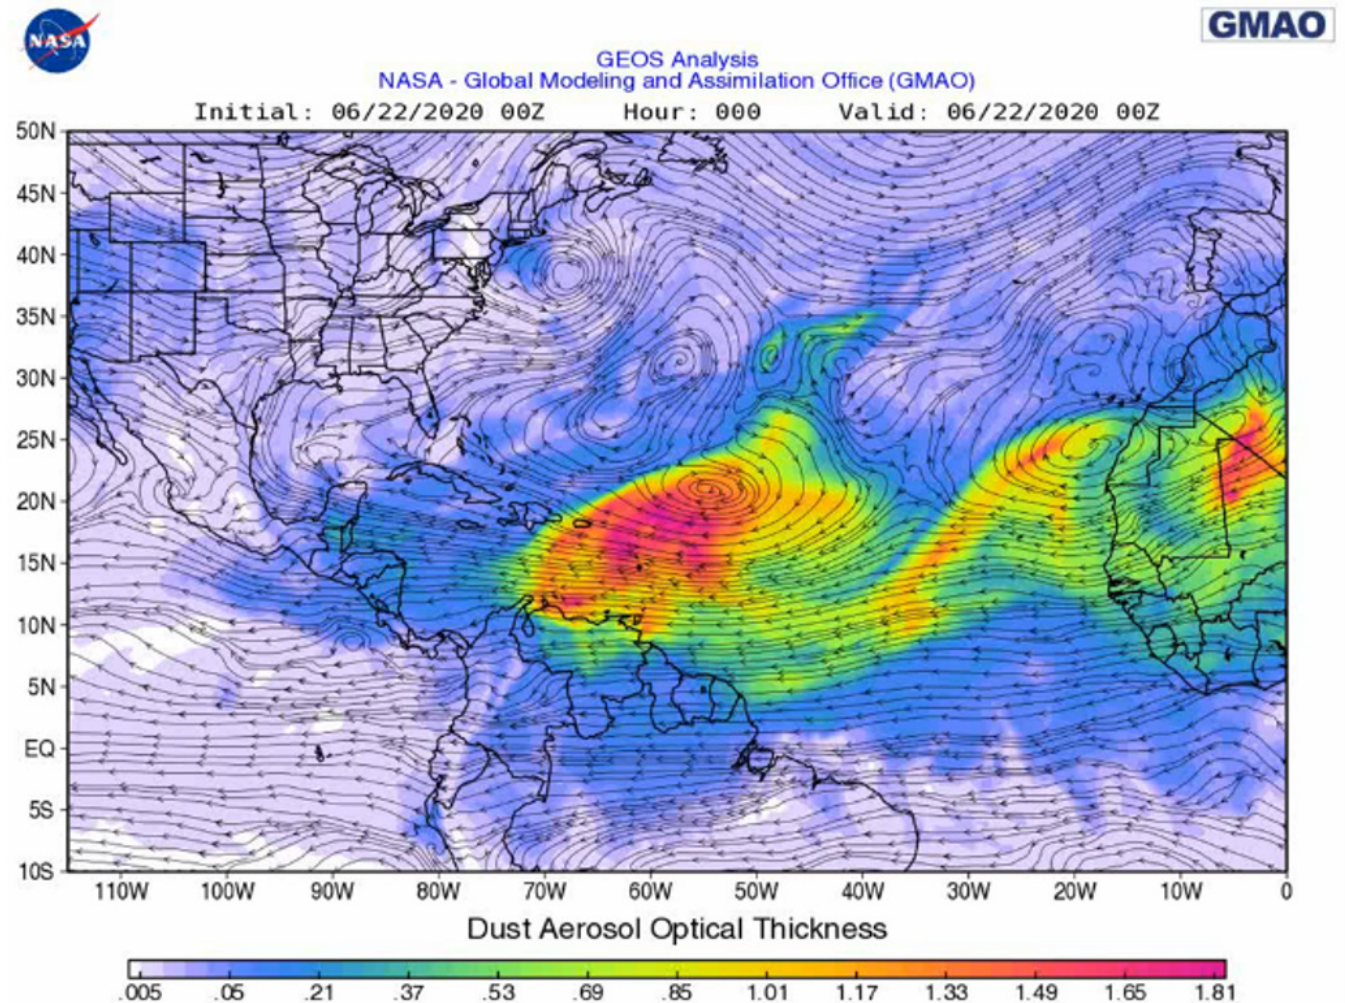 NASA
GMAO
GEOS Analysis
NASA - Global Modeling and Assimilation Office (GMAO)
Initial: 06/22/2020 00Z Hour: 000 Valid: 06/22/2020 00Z
50N
45N
40N
35N
30N
25N
20N
15N
10N
5N
EQ
5S
10S
110W 100W 90W 80W 70W 60W 50W 40W 30W 20W 10W 0
Dust Aerosol Optical Thickness
.005 .05 .21 .37 .53 .69 .85 1.01 1.17 1.33 1.49 1.65 1.81